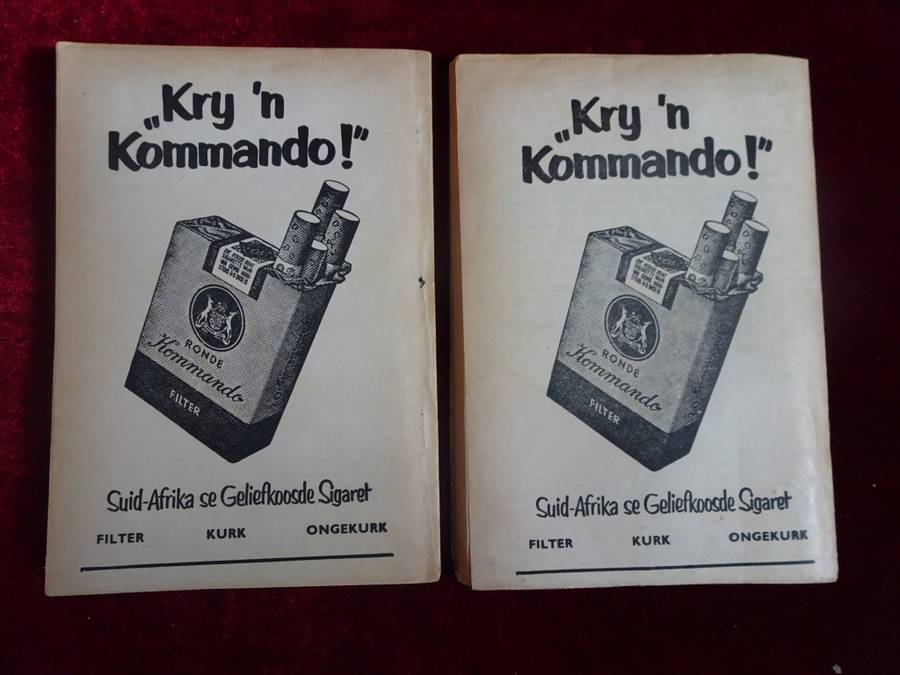 „Kry 'n
Kommando!”
RONDE
Kommando
FILTER
Suid-Afrika se Geliefkoosde Sigaret
FILTER KURK ONGEKURK
„Kry 'n
Kommando!”
RONDE
Kommando
FILTER
Suid-Afrika se Geliefkoosde Sigaret
FILTER KURK ONGEKURK